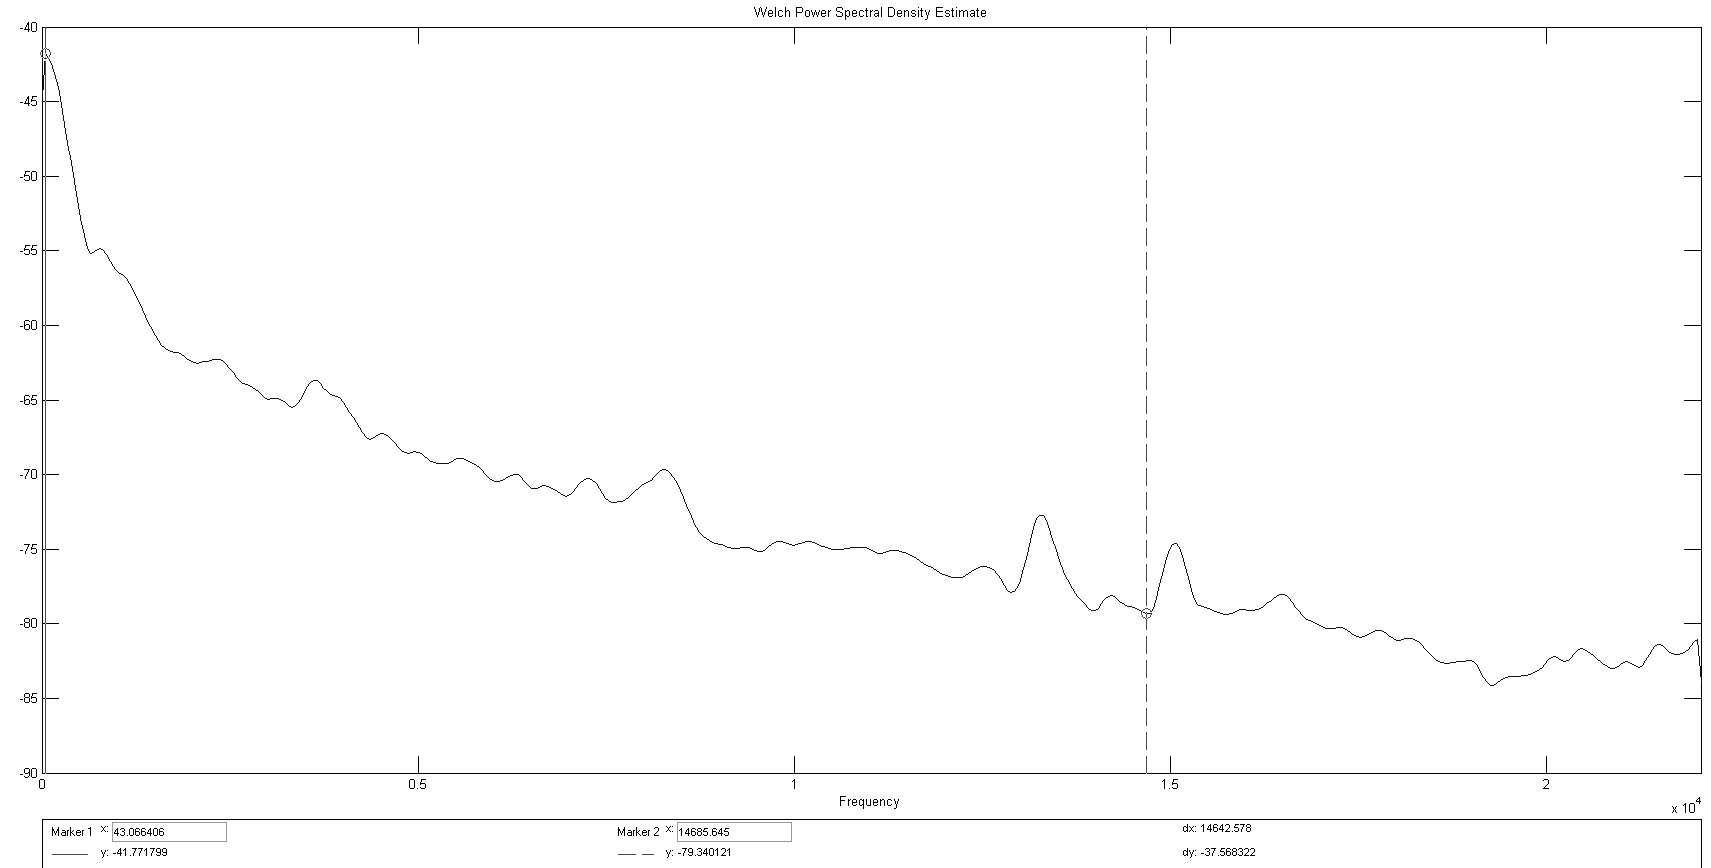 Welch Power Spectral Density Estimate
-40
-45
-50
-55
-60
-65
-70
-75
-80
-85
-90
0 0.5 1 1.5 2
Frequency
x 10^4
Marker 1 x: 43.066406 Marker 2 x: 14685.645 dx: 14642.578
y: -41.771799 y: -79.340121 dy: -37.568322